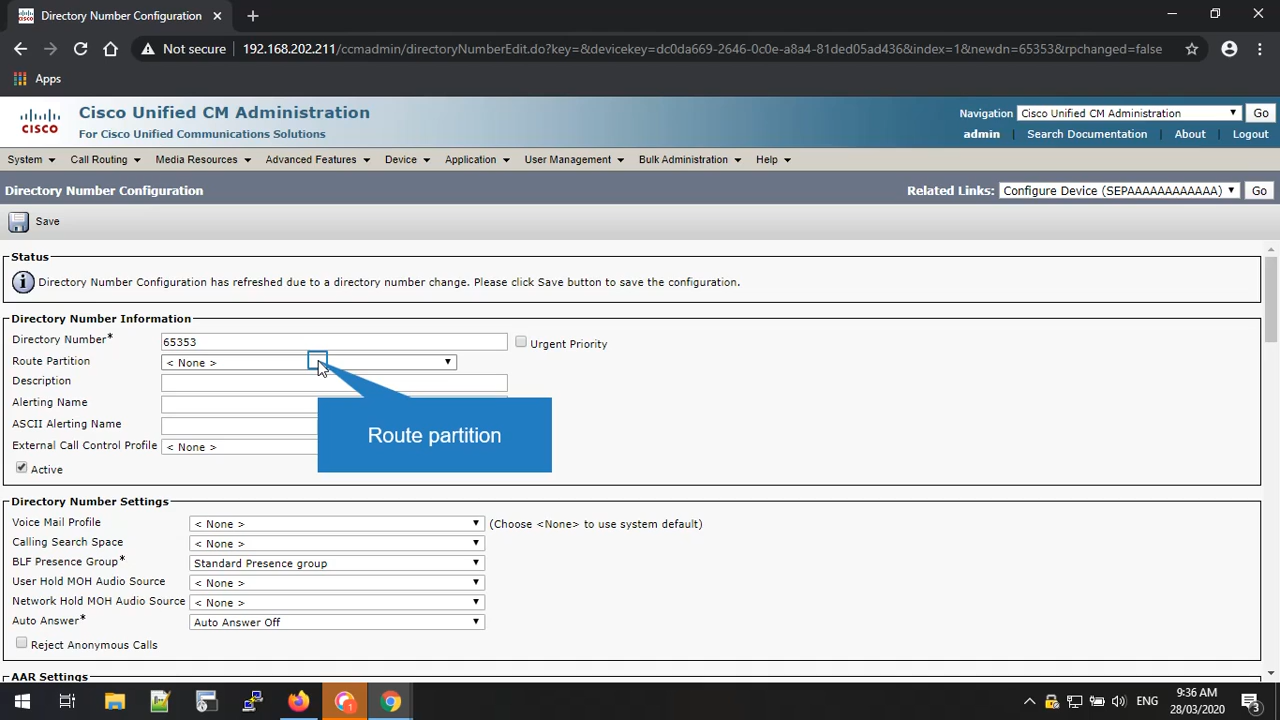 Directory Number Configuration
Not secure 192.168.202.211/ccmadmin/directoryNumberEdit.do?key=&devicekey=dc0da669-2646-0c0e-a8a4-81ded05ad436&index=1&newdn=65353&rpchanged=false
Apps
CISCO
Cisco Unified CM Administration
For Cisco Unified Communications Solutions
Navigation Cisco Unified CM Administration Go
admin Search Documentation About Logout
System Call Routing Media Resources Advanced Features Device Application User Management Bulk Administration Help
Directory Number Configuration
Related Links: Configure Device (SEPAAAAAAAAAAAA) Go
Save
Status
Directory Number Configuration has refreshed due to a directory number change. Please click Save button to save the configuration.
Directory Number Information
Directory Number* 65353 Urgent Priority
Route Partition < None >
Description
Alerting Name
ASCII Alerting Name
External Call Control Profile < None >
Active
Route partition
Directory Number Settings
Voice Mail Profile < None > (Choose <None> to use system default)
Calling Search Space < None >
BLF Presence Group* Standard Presence group
User Hold MOH Audio Source < None >
Network Hold MOH Audio Source < None >
Auto Answer* Auto Answer Off
Reject Anonymous Calls
AAR Settings
1
ENG
9:36 AM
28/03/2020
3